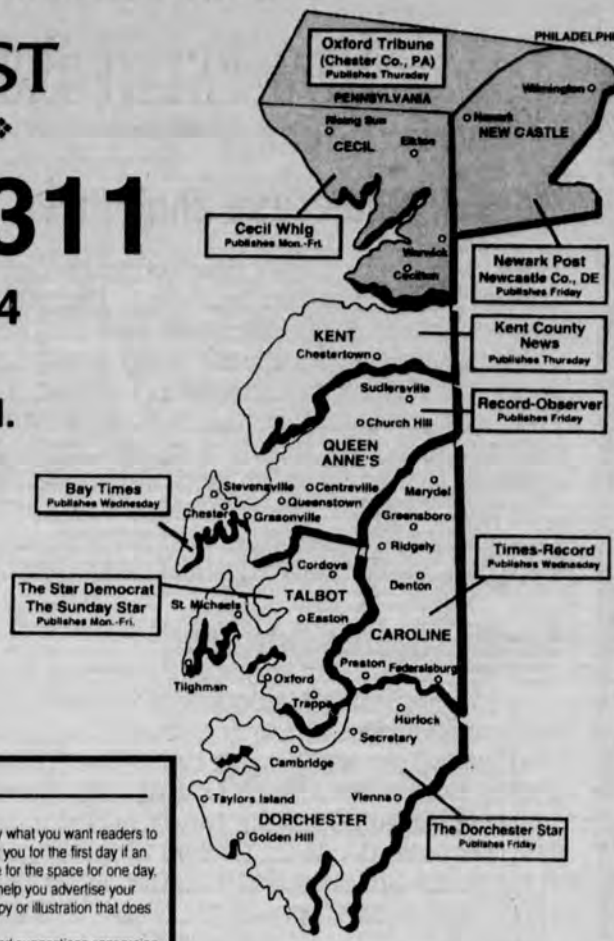 ST
311
4
.
Oxford Tribune
(Chester Co., PA)
Publishes Thursday
PHILADELPHI
PENNSYLVANIA
Wilmington
Rising Sun
Newark
CECIL
Elkton
NEW CASTLE
Cecil Whig
Publishes Mon.-Fri.
Warwick
Cecilton
Newark Post
Newcastle Co., DE
Publishes Friday
KENT
Chestertown
Kent County
News
Publishes Thursday
Sudlersville
Church Hill
Record-Observer
Publishes Friday
QUEEN
ANNE'S
Bay Times
Publishes Wednesday
Stevensville
Centreville
Marydel
Chester
Queenstown
Grasonville
Greensboro
Ridgely
Times-Record
Publishes Wednesday
Cordova
The Star Democrat
The Sunday Star
Publishes Mon.-Fri.
St. Michaels
TALBOT
Denton
Easton
CAROLINE
Tilghman
Oxford
Preston
Federalsburg
Trappe
Hurlock
Secretary
Cambridge
Taylors Island
Vienna
DORCHESTER
Golden Hill
The Dorchester Star
Publishes Friday
y what you want readers to
you for the first day if an
e for the space for one day.
help you advertise your
py or illustration that does